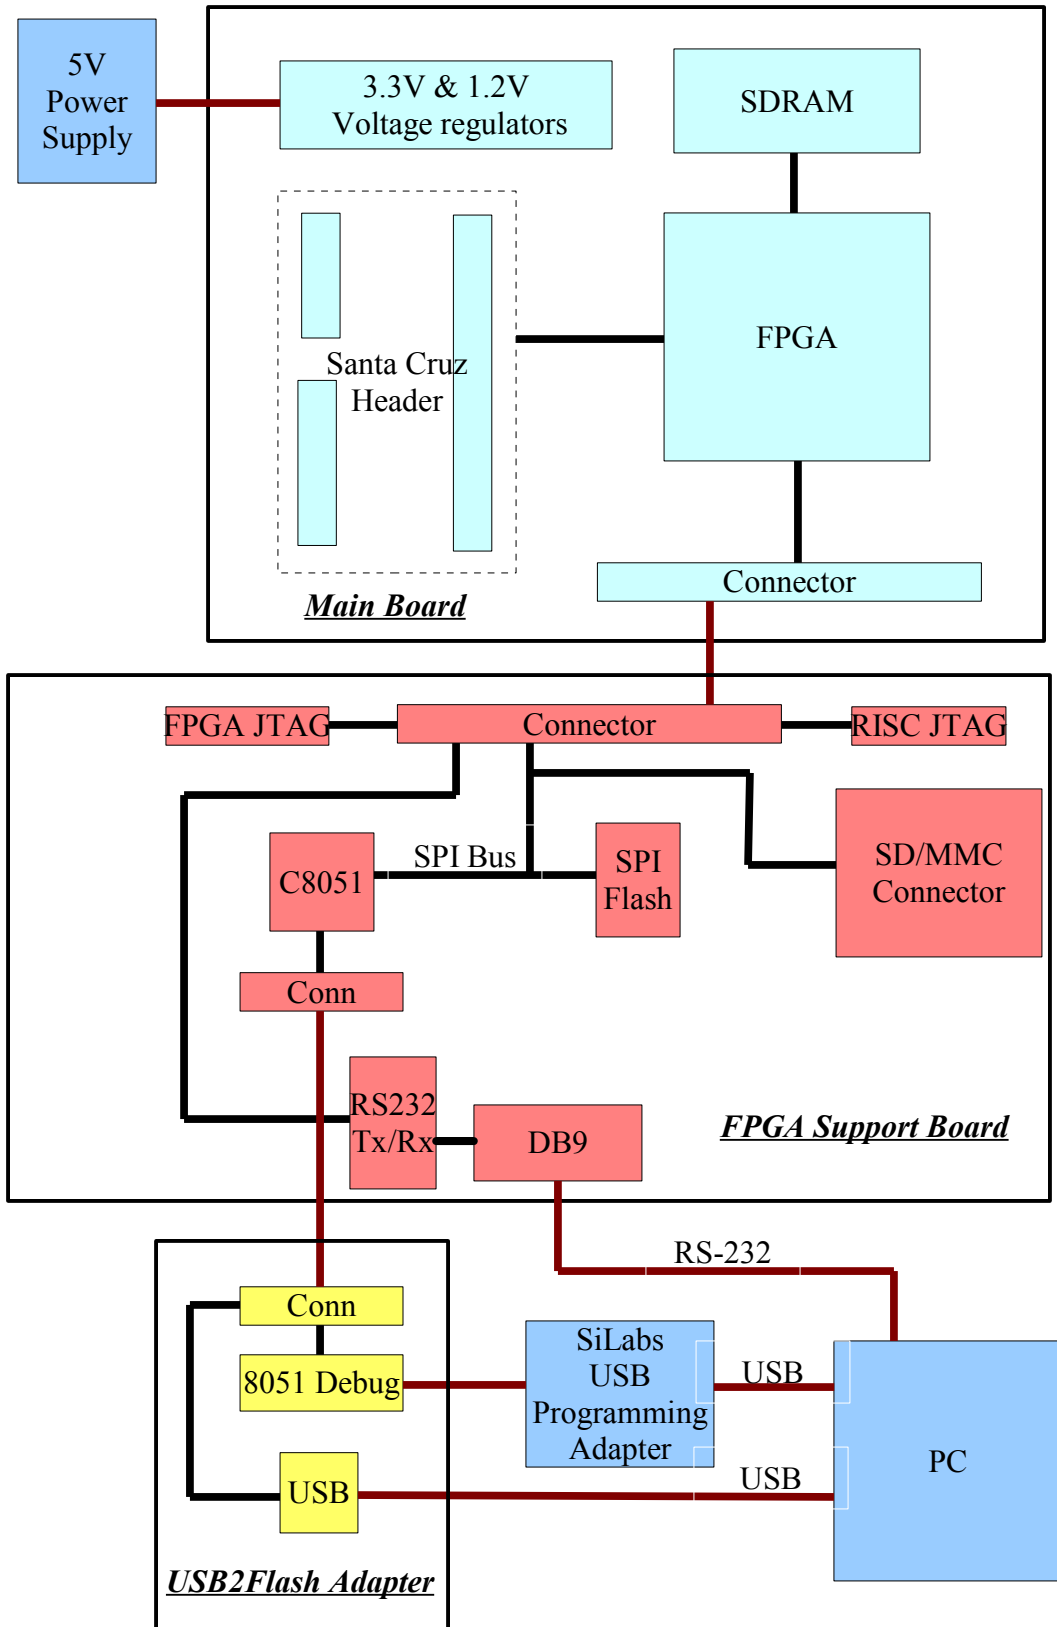 5V
Power
Supply
3.3V & 1.2V
Voltage regulators
SDRAM
FPGA
Santa Cruz
Header
Connector
Main Board
FPGA JTAG
Connector
RISC JTAG
SPI Bus
C8051
SPI
Flash
SD/MMC
Connector
Conn
RS232
Tx/Rx
DB9
FPGA Support Board
RS-232
Conn
8051 Debug
SiLabs
USB
Programming
Adapter
USB
PC
USB
USB
USB2Flash Adapter